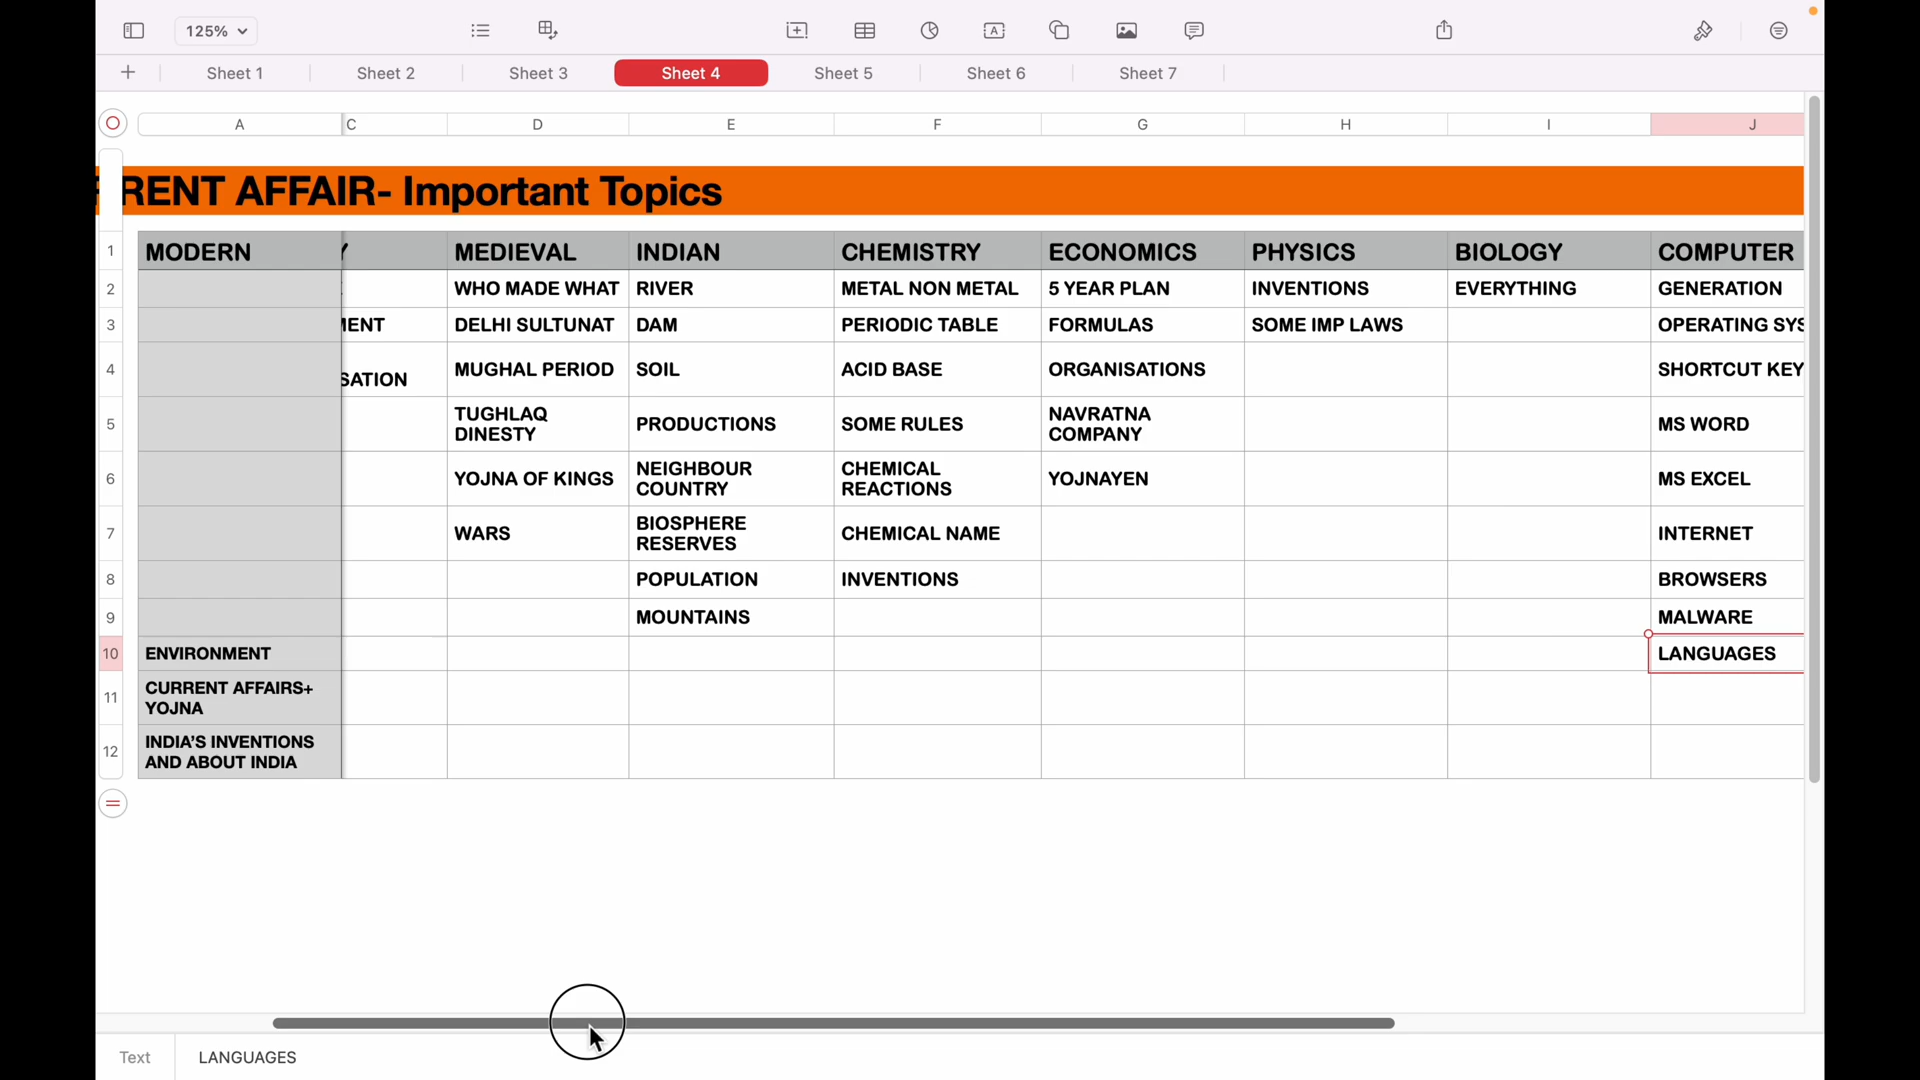 125%
Sheet 1 Sheet 2 Sheet 3 Sheet 4 Sheet 5 Sheet 6 Sheet 7
A C D E F G H I J
RENT AFFAIR- Important Topics
1 MODERN Y MEDIEVAL INDIAN CHEMISTRY ECONOMICS PHYSICS BIOLOGY COMPUTER
2 WHO MADE WHAT RIVER METAL NON METAL 5 YEAR PLAN INVENTIONS EVERYTHING GENERATION
3 MENT DELHI SULTUNAT DAM PERIODIC TABLE FORMULAS SOME IMP LAWS OPERATING SYS
4 SATION MUGHAL PERIOD SOIL ACID BASE ORGANISATIONS SHORTCUT KEY
5 TUGHLAQ
DINESTY PRODUCTIONS SOME RULES NAVRATNA
COMPANY MS WORD
6 YOJNA OF KINGS NEIGHBOUR
COUNTRY CHEMICAL
REACTIONS YOJNAYEN MS EXCEL
7 WARS BIOSPHERE
RESERVES CHEMICAL NAME INTERNET
8 POPULATION INVENTIONS BROWSERS
9 MOUNTAINS MALWARE
10 ENVIRONMENT LANGUAGES
11 CURRENT AFFAIRS+
YOJNA
12 INDIA'S INVENTIONS
AND ABOUT INDIA
Text LANGUAGES